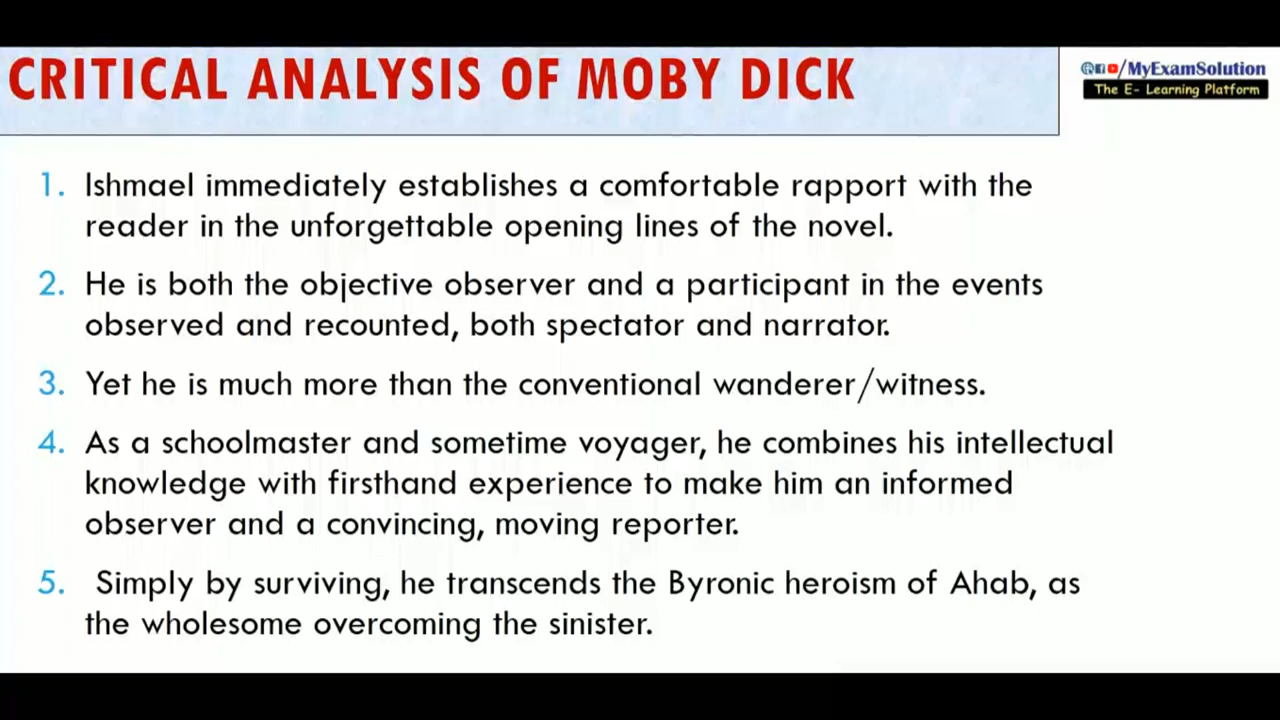 CRITICAL ANALYSIS OF MOBY DICK
/MyExamSolution
The E- Learning Platform
1. Ishmael immediately establishes a comfortable rapport with the
reader in the unforgettable opening lines of the novel.
2. He is both the objective observer and a participant in the events
observed and recounted, both spectator and narrator.
3. Yet he is much more than the conventional wanderer/witness.
4. As a schoolmaster and sometime voyager, he combines his intellectual
knowledge with firsthand experience to make him an informed
observer and a convincing, moving reporter.
5. Simply by surviving, he transcends the Byronic heroism of Ahab, as
the wholesome overcoming the sinister.